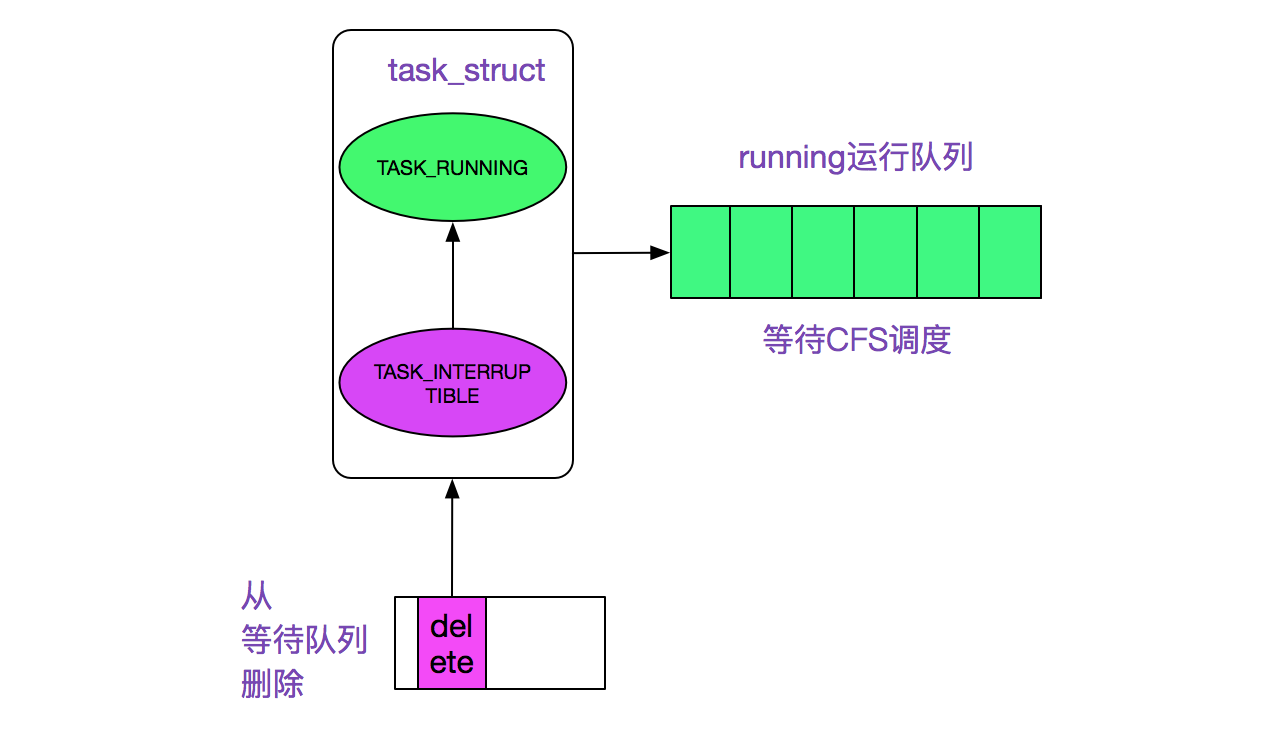 task_struct
TASK_RUNNING
running运行队列
等待CFS调度
TASK_INTERRUP
TIBLE
从
等待队列
删除
del
ete